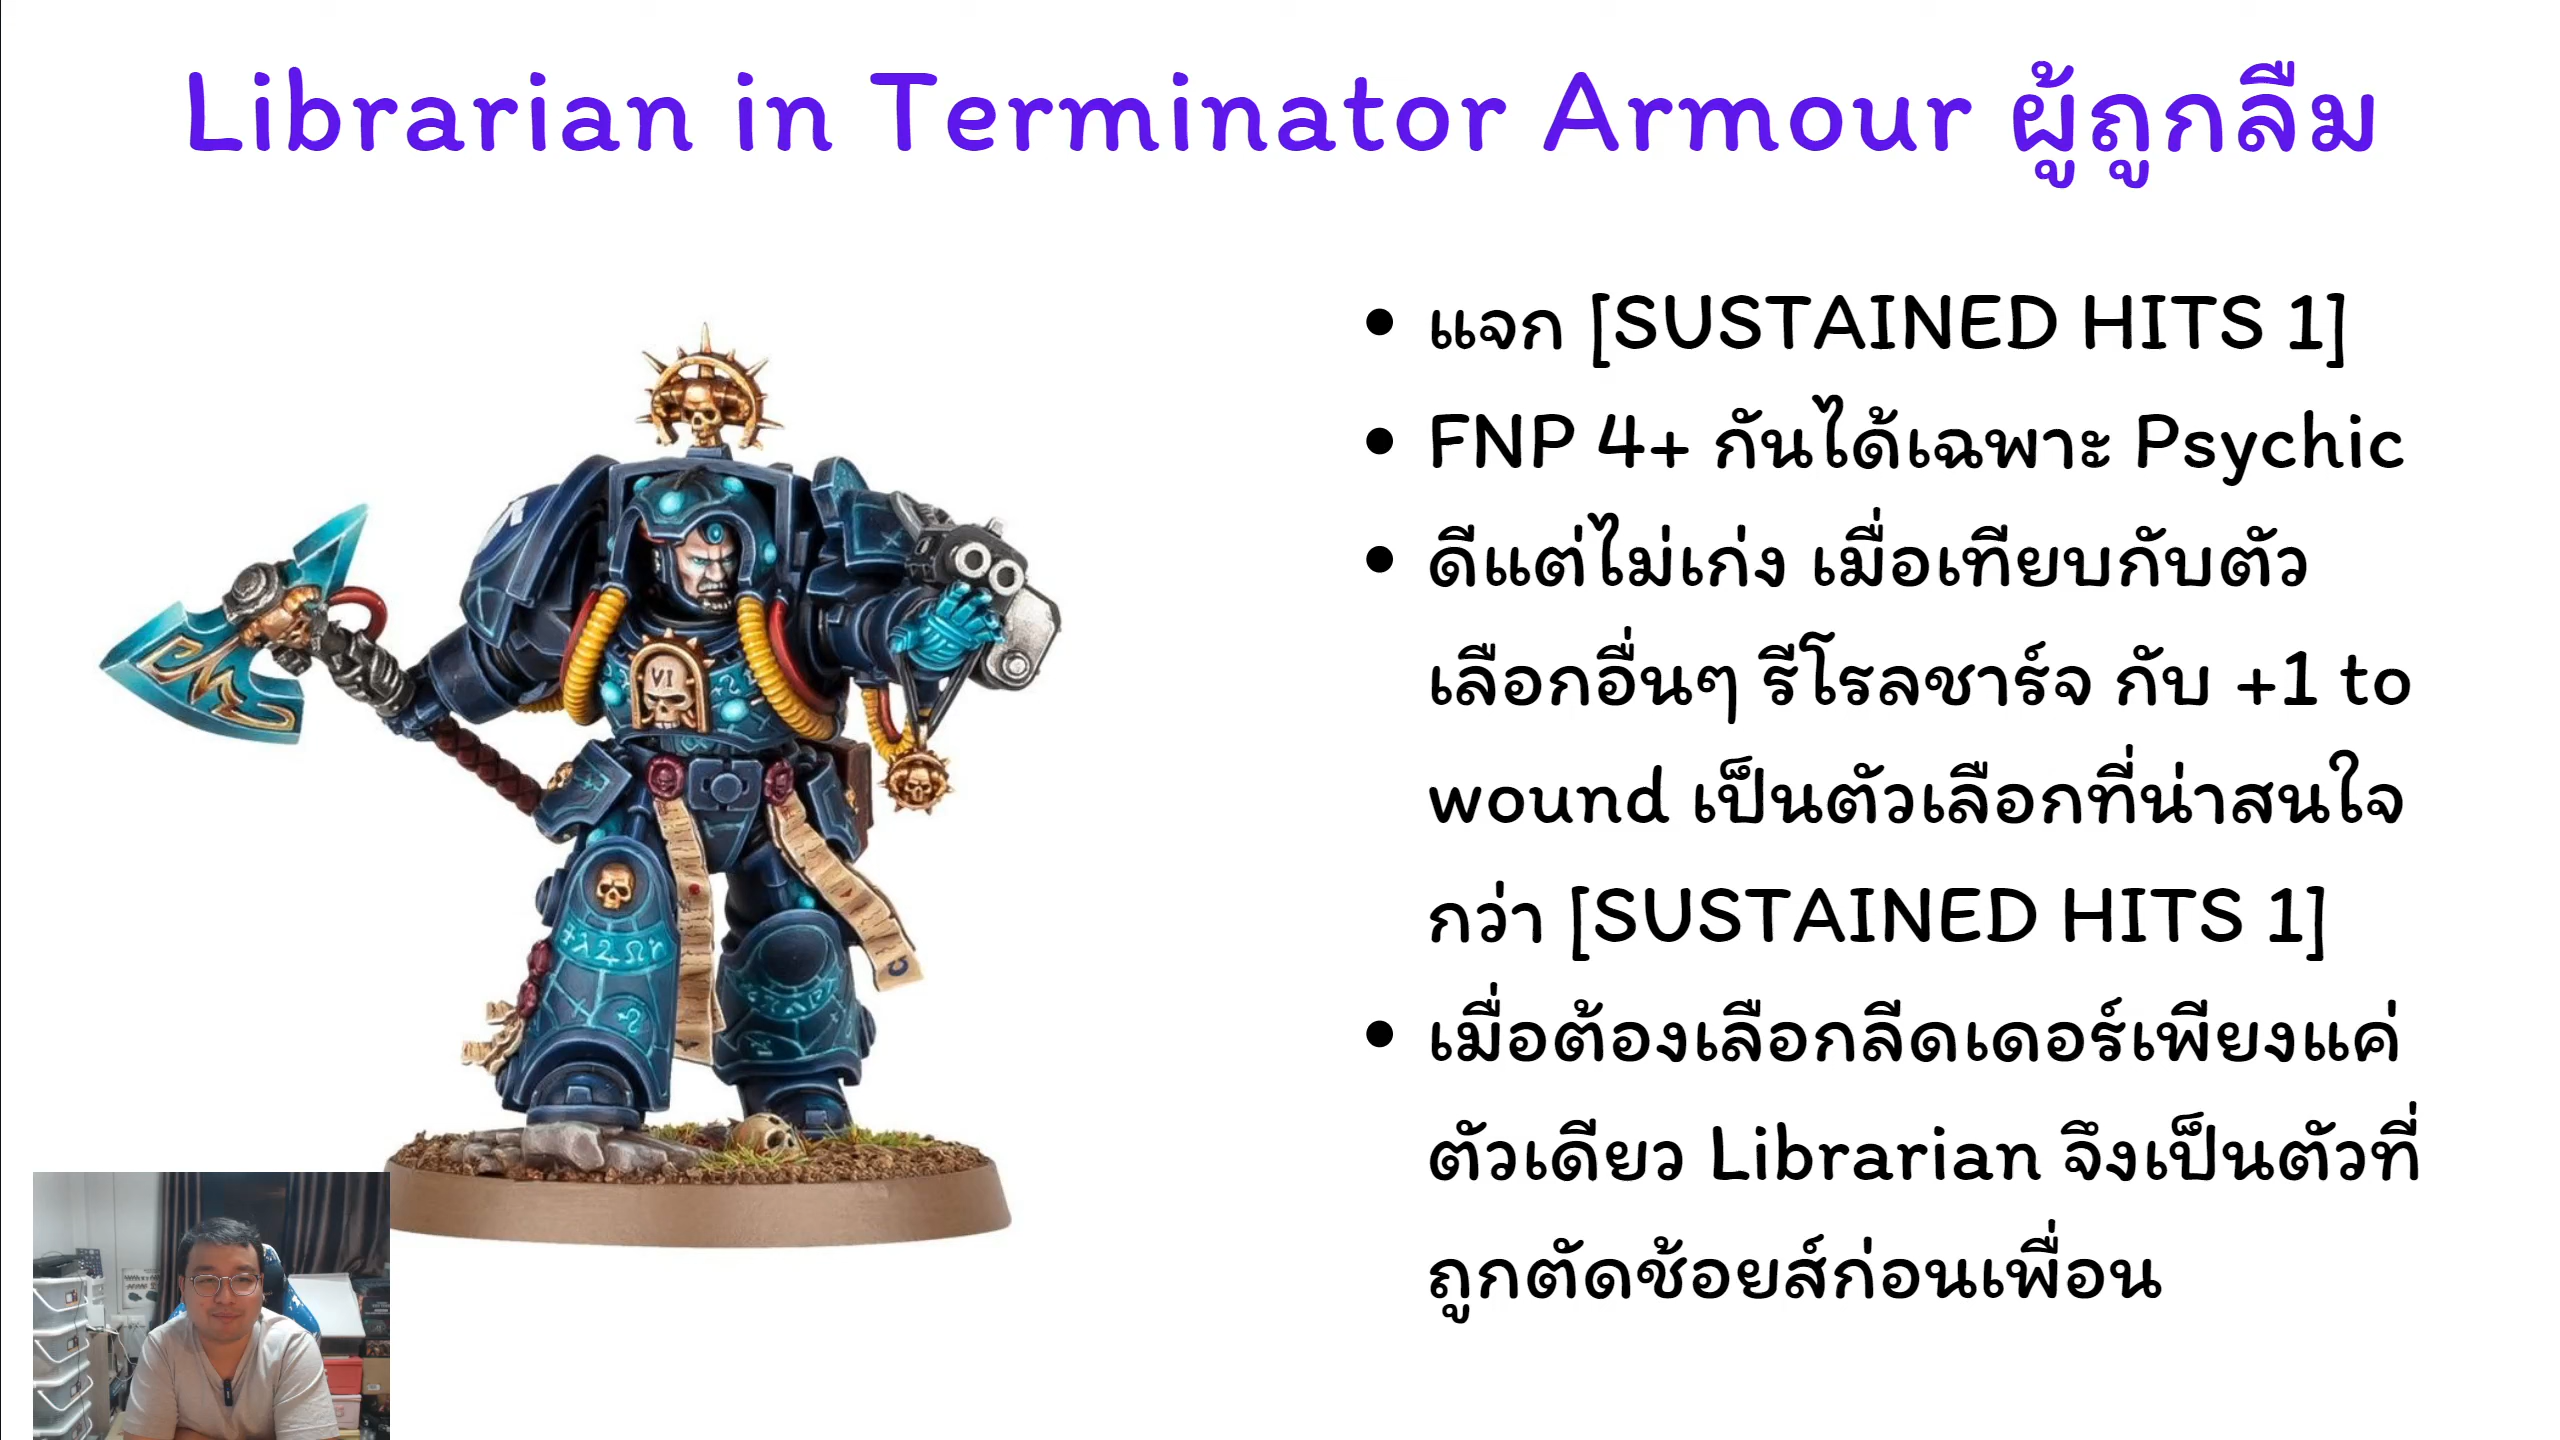 Librarian in Terminator Armour ผู้ถูกลืม
• แจก [SUSTAINED HITS 1]
• FNP 4+ กันได้เฉพาะ Psychic
• ดีแต่ไม่เก่ง เมื่อเทียบกับตัว
เลือกอื่นๆ รีโรลชาร์จ กับ +1 to
wound เป็นตัวเลือกที่น่าสนใจ
กว่า [SUSTAINED HITS 1]
• เมื่อต้องเลือกลีดเดอร์เพียงแค่
ตัวเดียว Librarian จึงเป็นตัวที่
ถูกตัดช้อยส์ก่อนเพื่อน
VI